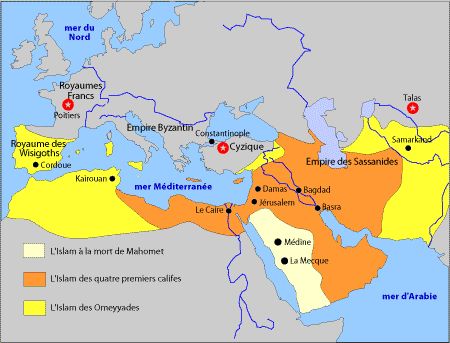 mer du
Nord
Royaumes
Francs
Poitiers
Talas
Empire Byzantin
Constantinople
Cyzique
Samarkand
Royaume des
Wisigoths
Cordoue
Kairouan
mer Méditerranée
Empire des Sassanides
Damas
Bagdad
Jérusalem
Basra
Le Caire
Médine
La Mecque
L'Islam à la mort de Mahomet
L'Islam des quatre premiers califes
L'Islam des Omeyyades
mer d'Arabie